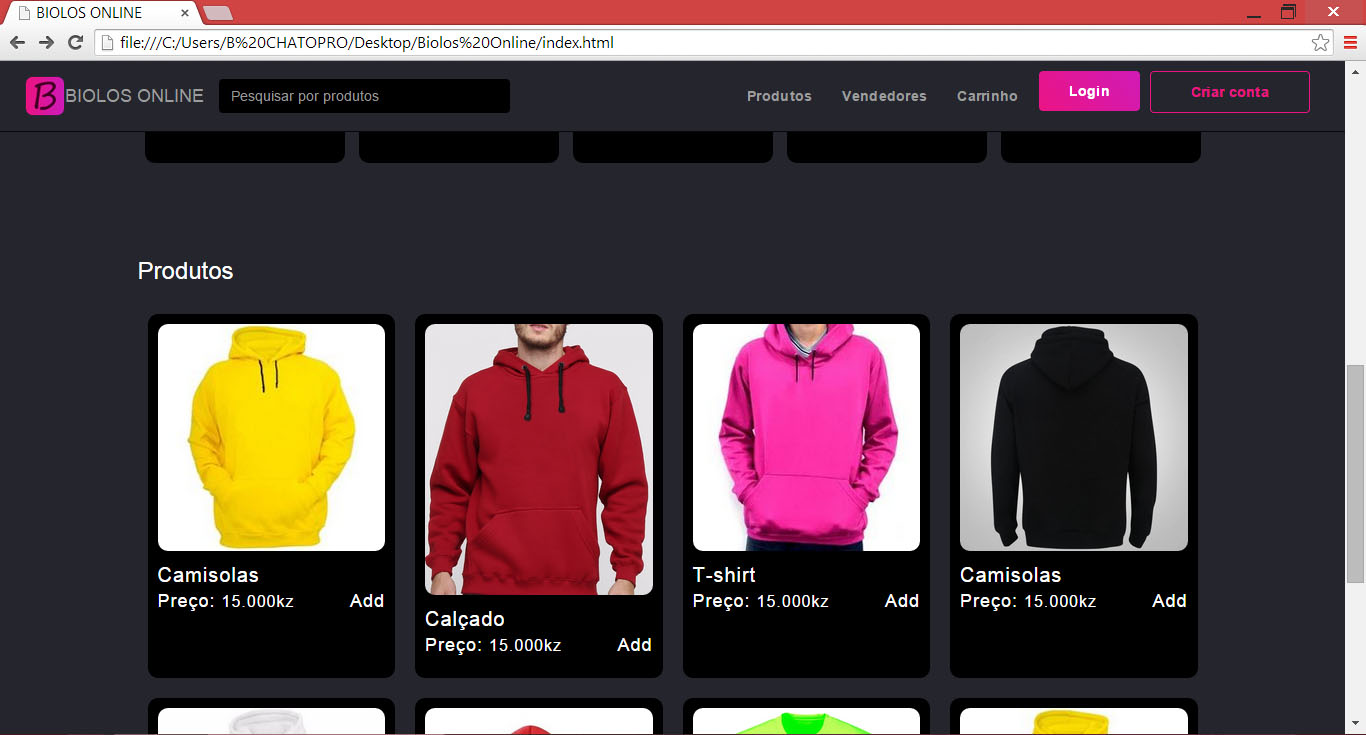 BIOLOS ONLINE
file:///C:/Users/B%20CHATOPRO/Desktop/Biolos%20Online/index.html
B BIOLOS ONLINE
Pesquisar por produtos
Produtos
Vendedores
Carrinho
Login
Criar conta
Produtos
Camisolas
Preço: 15.000kz
Add
Calçado
Preço: 15.000kz
Add
T-shirt
Preço: 15.000kz
Add
Camisolas
Preço: 15.000kz
Add